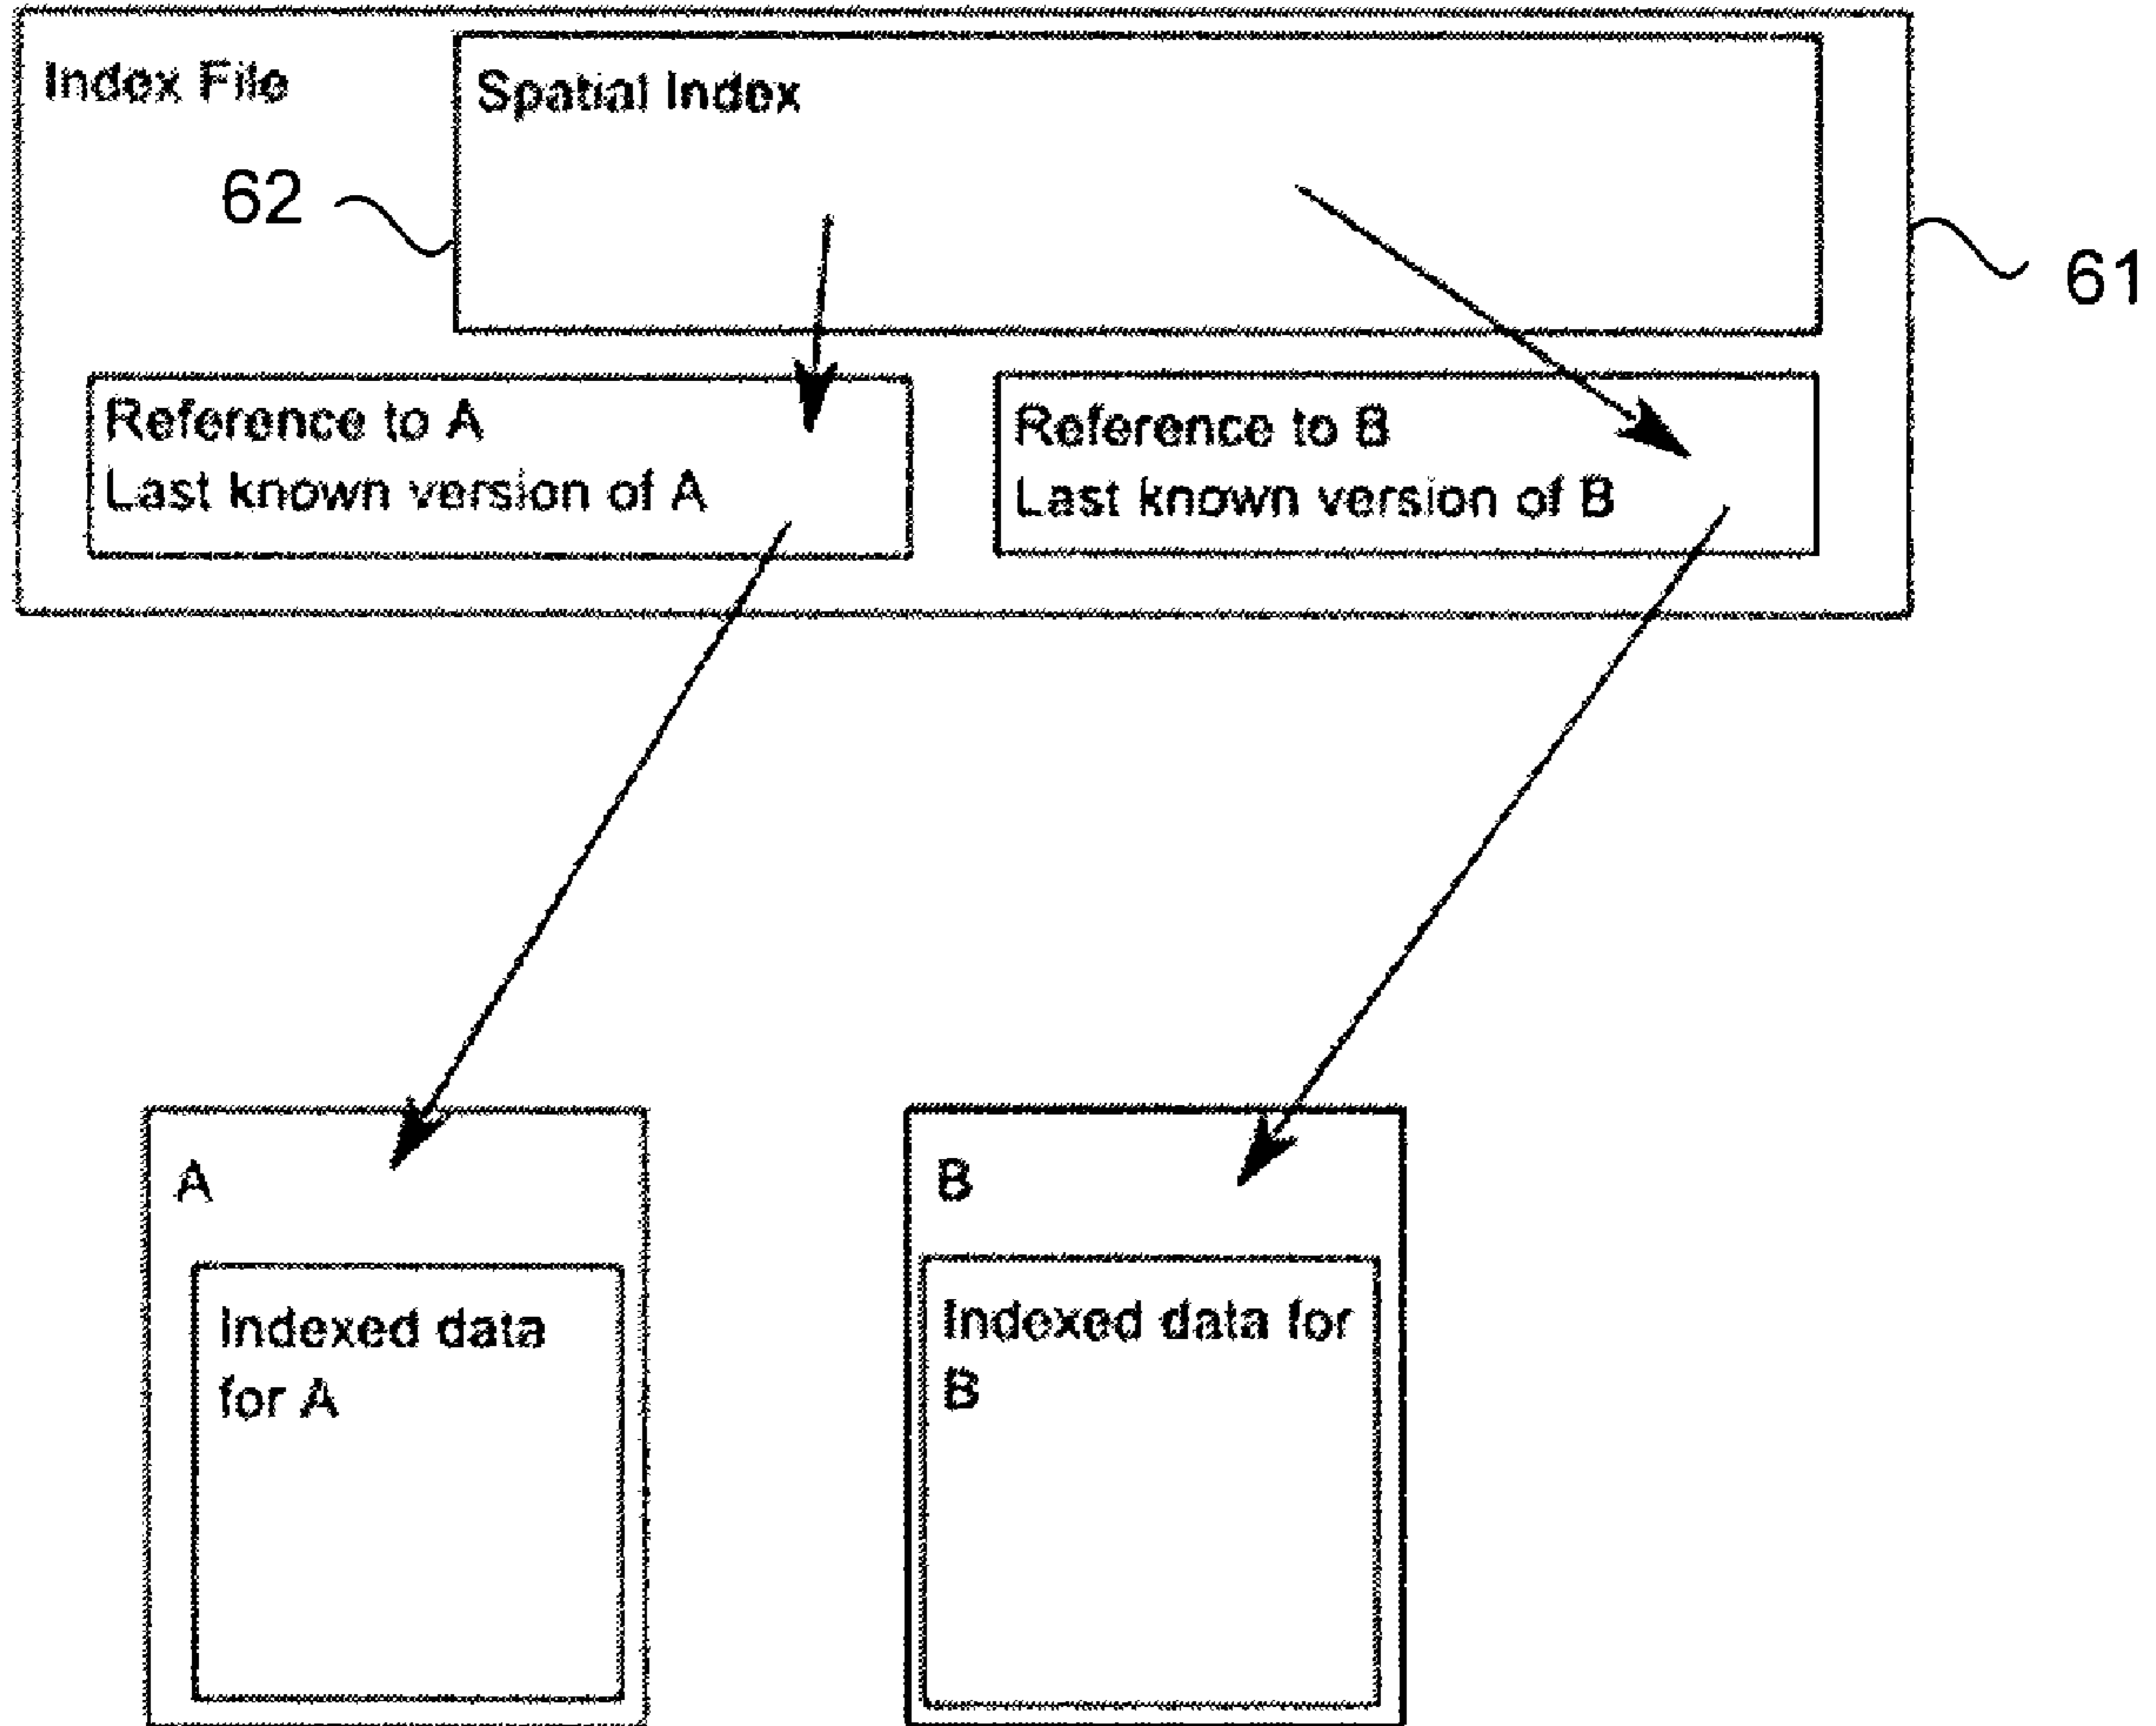 Index File
Spatial Index
62
61
Reference to A
Last known version of A
Reference to B
Last known version of B
A
Indexed data
for A
B
Indexed data for
B